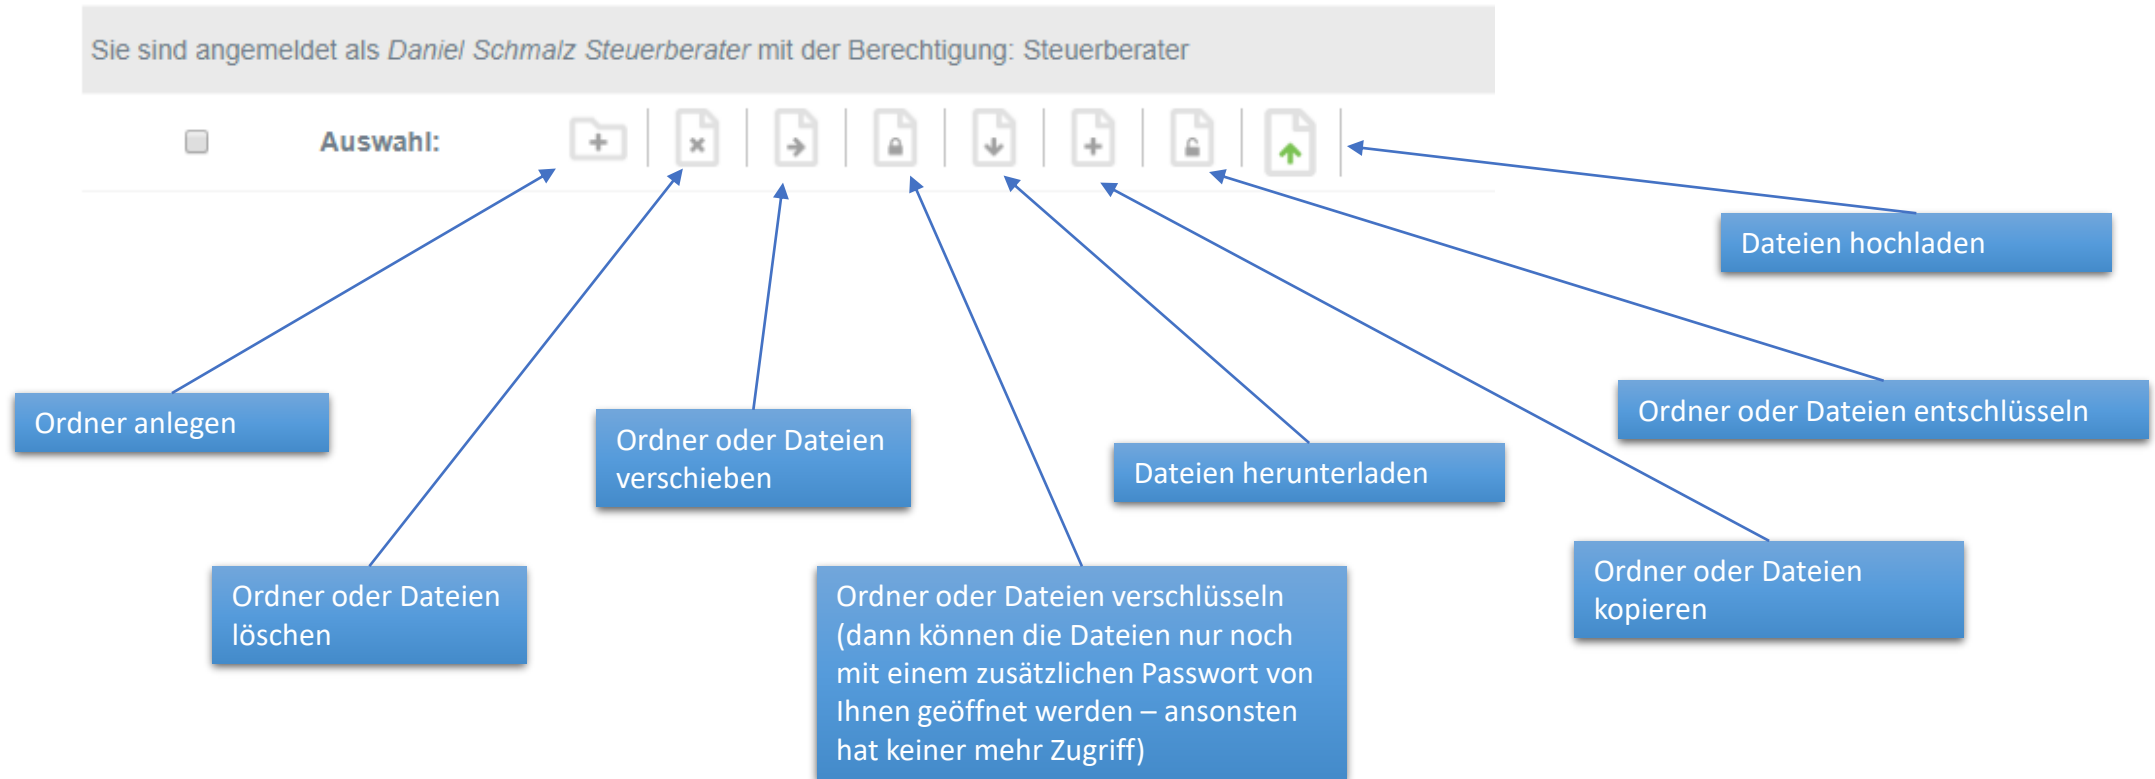 Sie sind angemeldet als Daniel Schmalz Steuerberater mit der Berechtigung: Steuerberater
Auswahl:
Dateien hochladen
Ordner anlegen
Ordner oder Dateien
verschieben
Dateien herunterladen
Ordner oder Dateien entschlüsseln
Ordner oder Dateien
löschen
Ordner oder Dateien verschlüsseln
(dann können die Dateien nur noch
mit einem zusätzlichen Passwort von
Ihnen geöffnet werden – ansonsten
hat keiner mehr Zugriff)
Ordner oder Dateien
kopieren